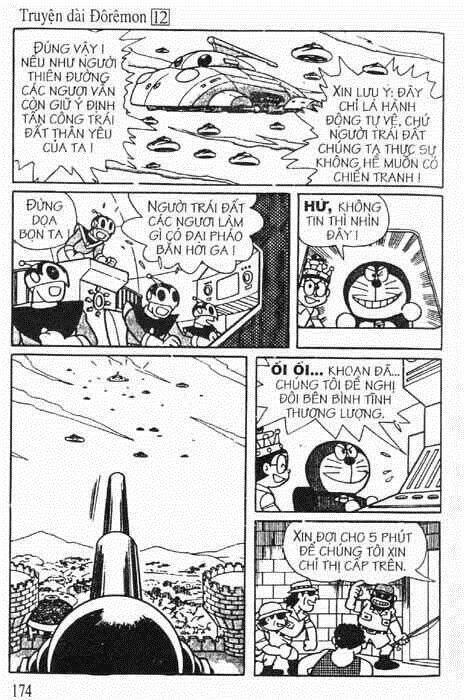 Truyện dài Đôrêmon 12
ĐÚNG VẬY !
NẾU NHƯ NGƯỜI
THIÊN ĐƯỜNG
CÁC NGƯƠI VẪN
CÒN GIỮ Ý ĐỊNH
TẤN CÔNG TRÁI
ĐẤT THÂN YÊU
CỦA TA !
XIN LƯU Ý: ĐÂY
CHỈ LÀ HÀNH
ĐỘNG TỰ VỆ, CHỨ
NGƯỜI TRÁI ĐẤT
CHÚNG TA THỰC SỰ
KHÔNG HỀ MUỐN CÓ
CHIẾN TRANH !
ĐỪNG
DỌA
BỌN TA !
NGƯỜI TRÁI ĐẤT
CÁC NGƯƠI LÀM
GÌ CÓ ĐẠI PHÁO
BẮN HƠI GA !
HỨ, KHÔNG
TIN THÌ NHÌN
ĐÂY !
ỐI ỐI... KHOAN ĐÃ...
CHÚNG TÔI ĐỀ NGHỊ
ĐÔI BÊN BÌNH TĨNH
THƯƠNG LƯỢNG.
XIN ĐỢI CHO 5 PHÚT
ĐỂ CHÚNG TÔI XIN
CHỈ THỊ CẤP TRÊN.
174